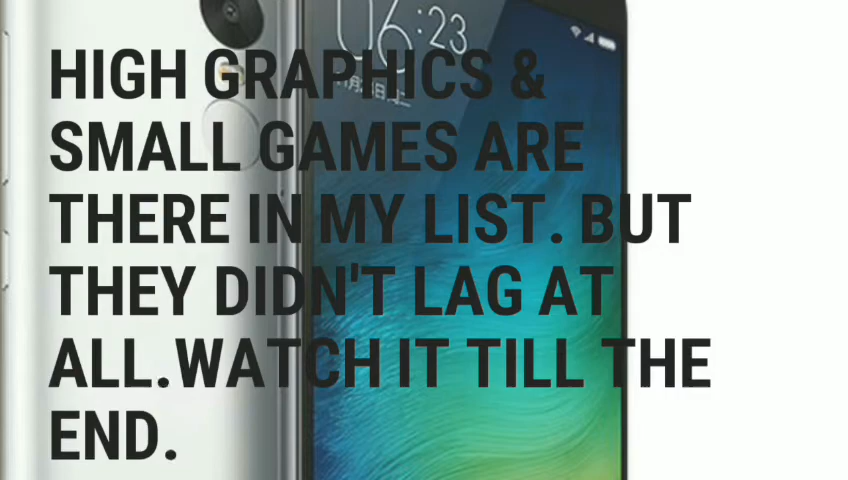 06:23
HIGH GRAPHICS &
SMALL GAMES ARE
THERE IN MY LIST. BUT
THEY DIDN'T LAG AT
ALL.WATCH IT TILL THE
END.